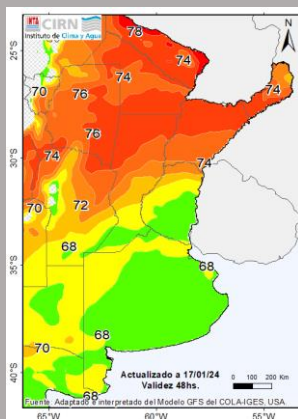 INTA CIRN
Instituto de Clima y Agua
N
25°S
30°S
35°S
40°S
65°W
60°W
55°W
78
74
74
70
74
76
76
74
74
70
72
68
68
68
70
68
Actualizado a 17/01/24
Validez 48hs.
0 100 200 Km
Fuente: Adaptado e interpretado del Modelo GFS del COLA-IGES, USA.